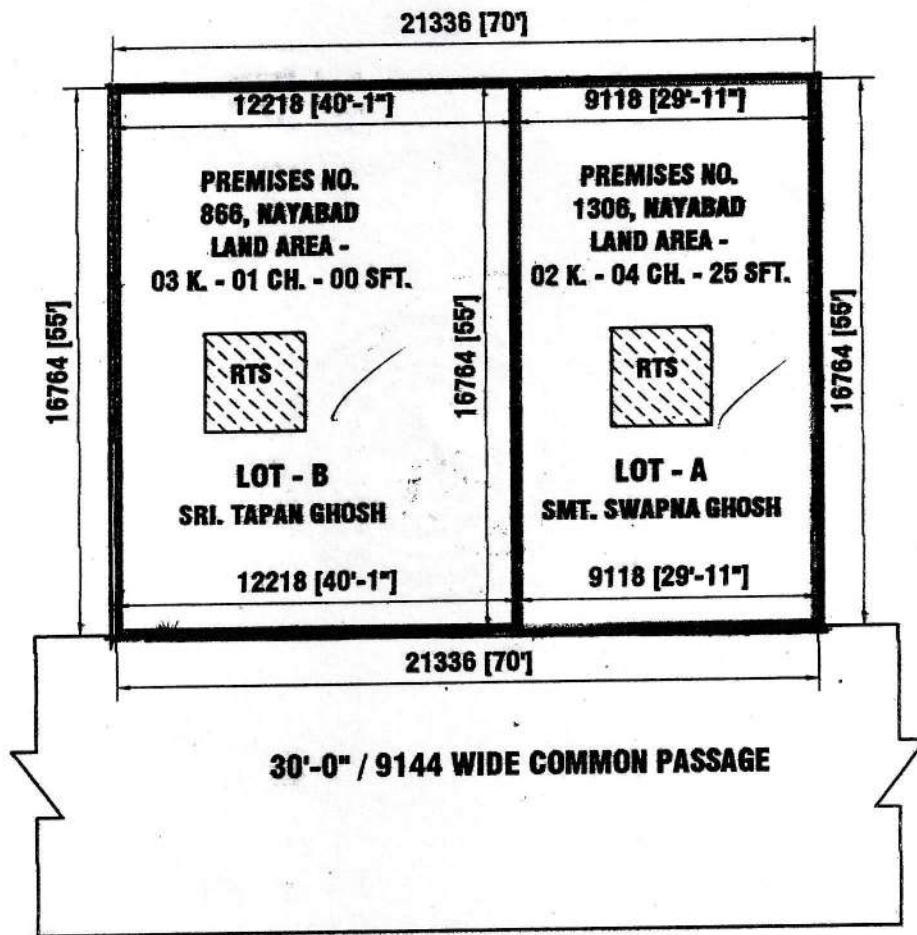 21336 [70']
12218 [40'-1"]
9118 [29'-11"]
PREMISES NO.
866, NAYABAD
LAND AREA -
03 K. - 01 CH. - 00 SFT.
PREMISES NO.
1306, NAYABAD
LAND AREA -
02 K. - 04 CH. - 25 SFT.
16764 [55']
16764 [55']
16764 [55']
RTS
RTS
LOT - B
SRI. TAPAN GHOSH
LOT - A
SMT. SWAPNA GHOSH
12218 [40'-1"]
9118 [29'-11"]
21336 [70']
30'-0" / 9144 WIDE COMMON PASSAGE